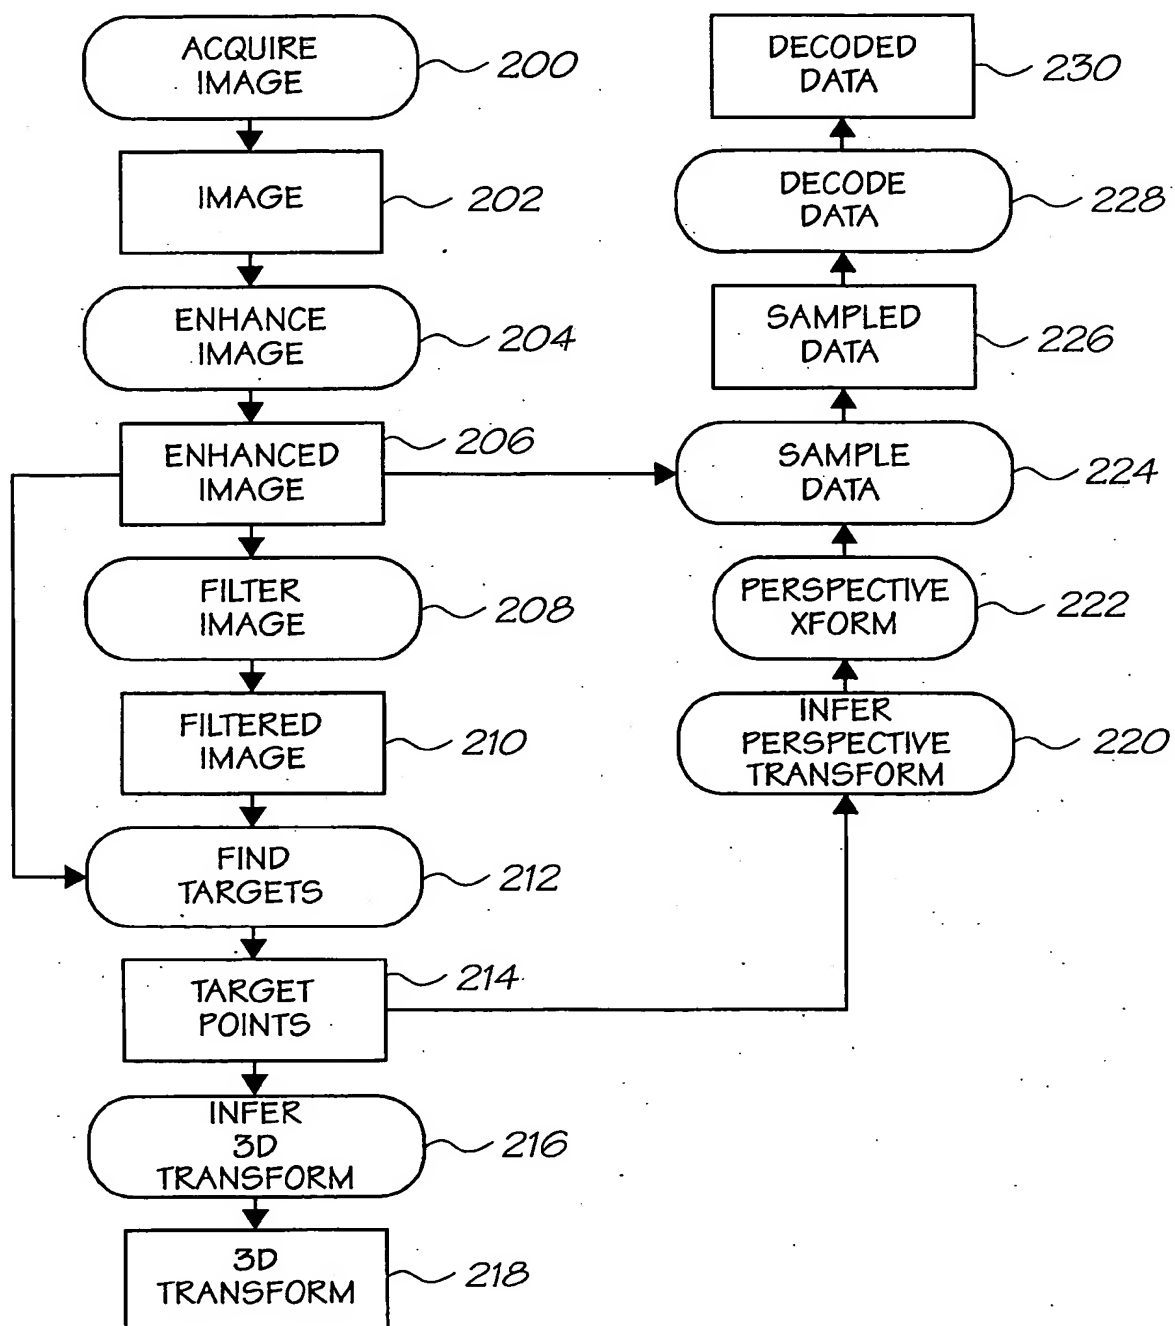 ACQUIRE
IMAGE
200
IMAGE
202
ENHANCE
IMAGE
204
ENHANCED
IMAGE
206
FILTER
IMAGE
208
FILTERED
IMAGE
210
FIND
TARGETS
212
TARGET
POINTS
214
INFER
3D
TRANSFORM
216
3D
TRANSFORM
218
DECODED
DATA
230
DECODE
DATA
228
SAMPLED
DATA
226
SAMPLE
DATA
224
PERSPECTIVE
XFORM
222
INFER
PERSPECTIVE
TRANSFORM
220